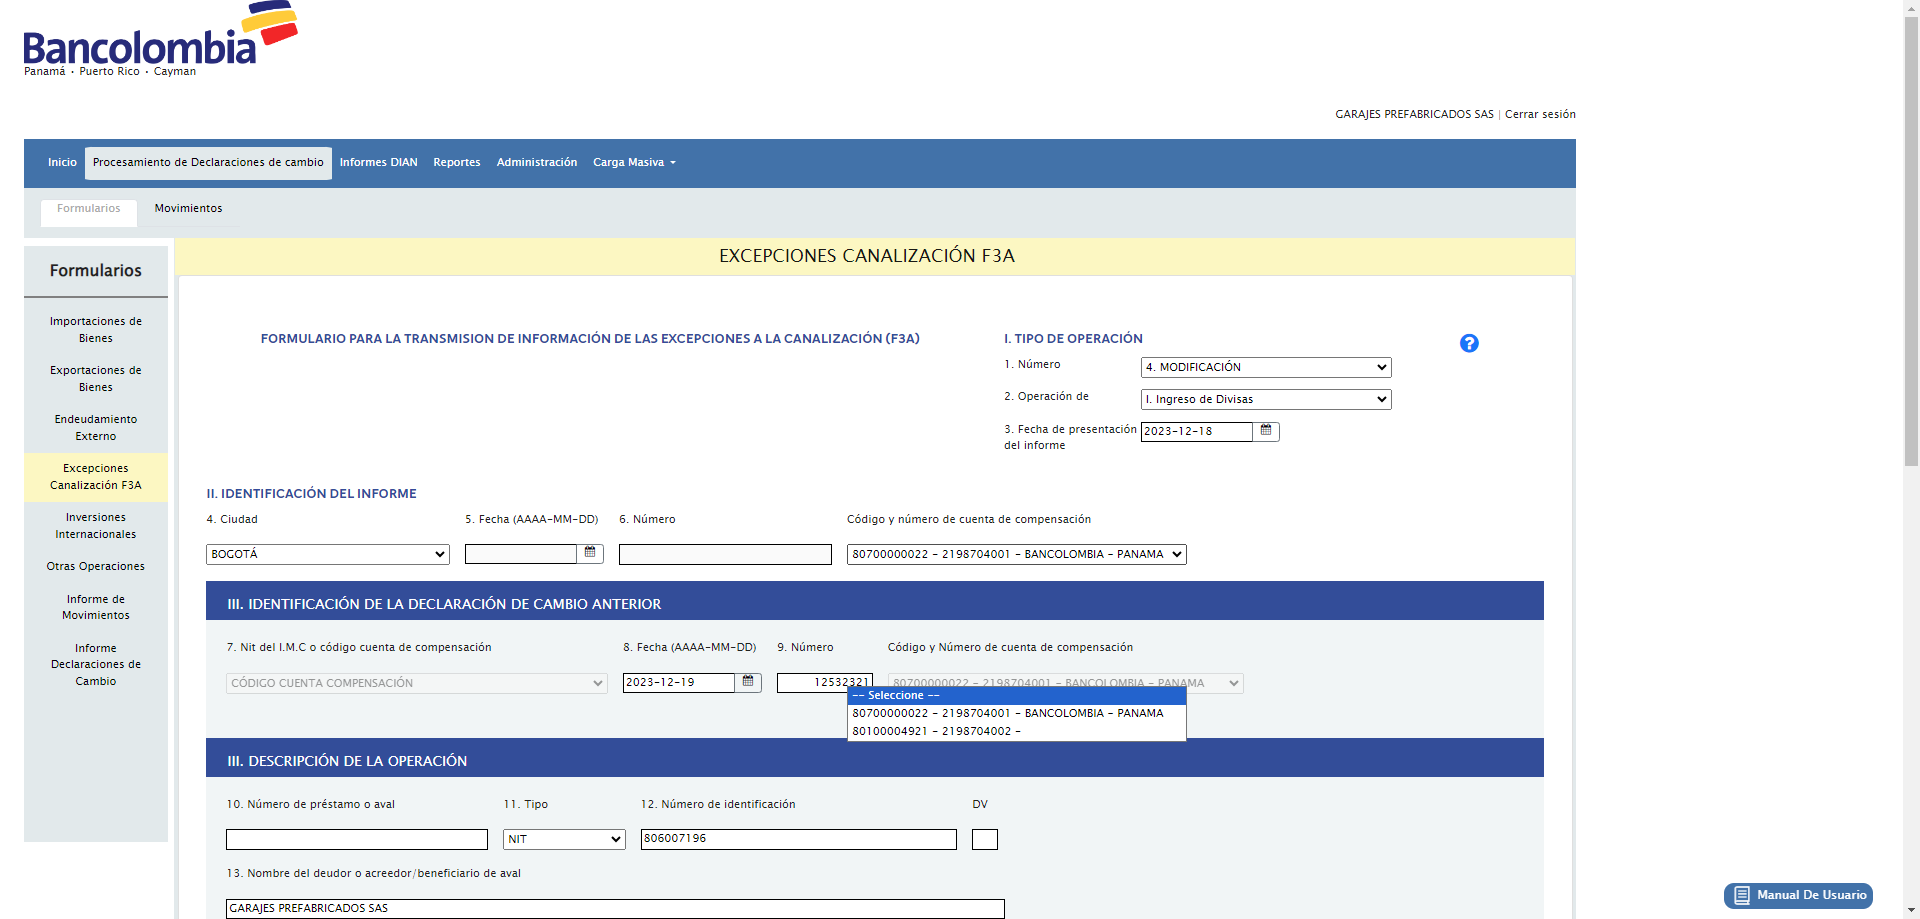 Bancolombia
Panamá • Puerto Rico • Cayman
GARAJES PREFABRICADOS SAS | Cerrar sesión
Inicio Procesamiento de Declaraciones de cambio Informes DIAN Reportes Administración Carga Masiva
Formularios Movimientos
Formularios
Importaciones de
Bienes
Exportaciones de
Bienes
Endeudamiento
Externo
Excepciones
Canalización F3A
Inversiones
Internacionales
Otras Operaciones
Informe de
Movimientos
Informe
Declaraciones de
Cambio
EXCEPCIONES CANALIZACIÓN F3A
FORMULARIO PARA LA TRANSMISION DE INFORMACIÓN DE LAS EXCEPCIONES A LA CANALIZACIÓN (F3A)
I. TIPO DE OPERACIÓN
?
1. Número 4. MODIFICACIÓN
2. Operación de I. Ingreso de Divisas
3. Fecha de presentación
del informe 2023-12-18
II. IDENTIFICACIÓN DEL INFORME
4. Ciudad 5. Fecha (AAAA-MM-DD) 6. Número Código y número de cuenta de compensación
BOGOTÁ 80700000022 - 2198704001 - BANCOLOMBIA - PANAMA
III. IDENTIFICACIÓN DE LA DECLARACIÓN DE CAMBIO ANTERIOR
7. Nit del I.M.C o código cuenta de compensación 8. Fecha (AAAA-MM-DD) 9. Número Código y Número de cuenta de compensación
CÓDIGO CUENTA COMPENSACIÓN 2023-12-19 12532321 80700000022 - 2198704001 - BANCOLOMBIA - PANAMA
-- Seleccione --
80700000022 - 2198704001 - BANCOLOMBIA - PANAMA
80100004921 - 2198704002 -
III. DESCRIPCIÓN DE LA OPERACIÓN
10. Número de préstamo o aval 11. Tipo 12. Número de identificación DV
NIT 806007196
13. Nombre del deudor o acreedor/beneficiario de aval
GARAJES PREFABRICADOS SAS
Manual De Usuario